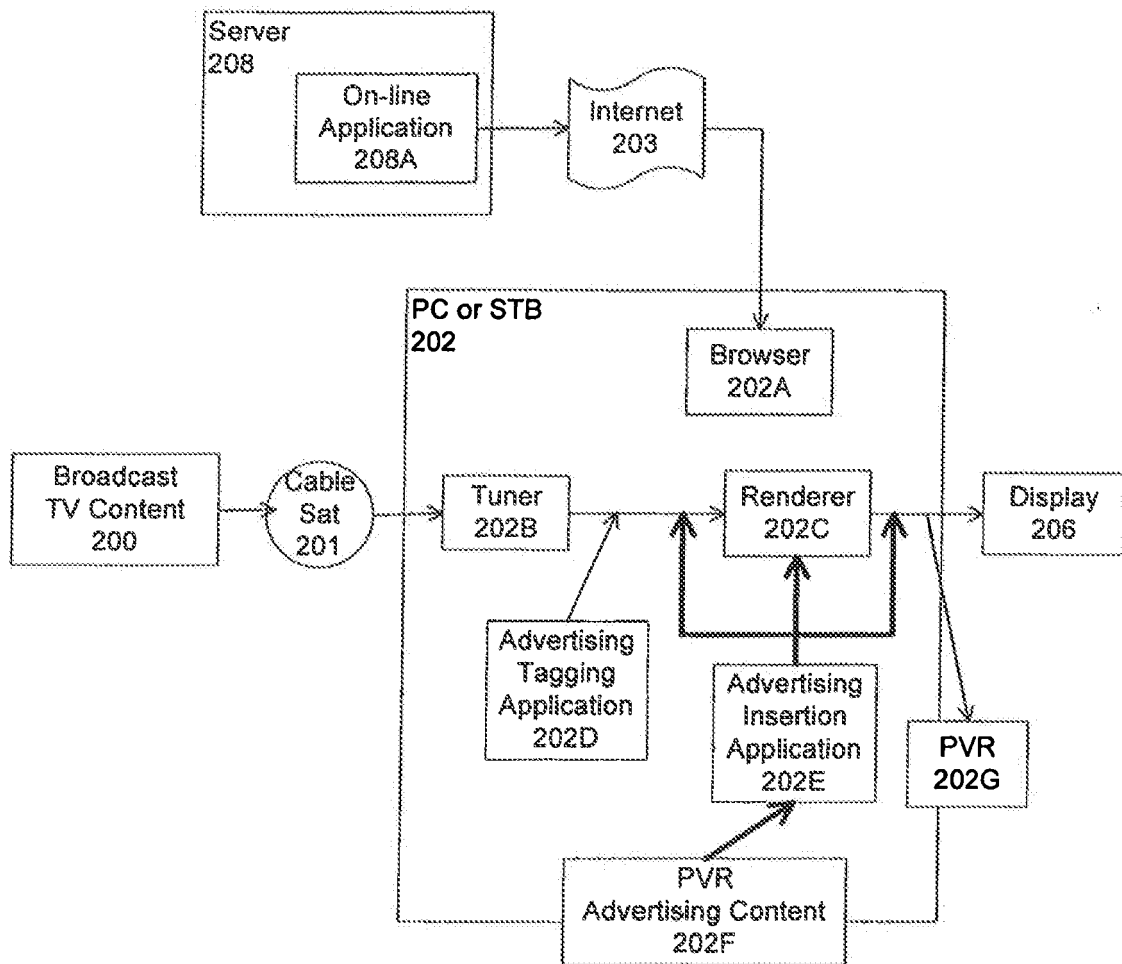 Server
208
On-line
Application
208A
Internet
203
PC or STB
202
Browser
202A
Broadcast
TV Content
200
Cable
Sat
201
Tuner
202B
Renderer
202C
Display
206
Advertising
Tagging
Application
202D
Advertising
Insertion
Application
202E
PVR
202G
PVR
Advertising Content
202F